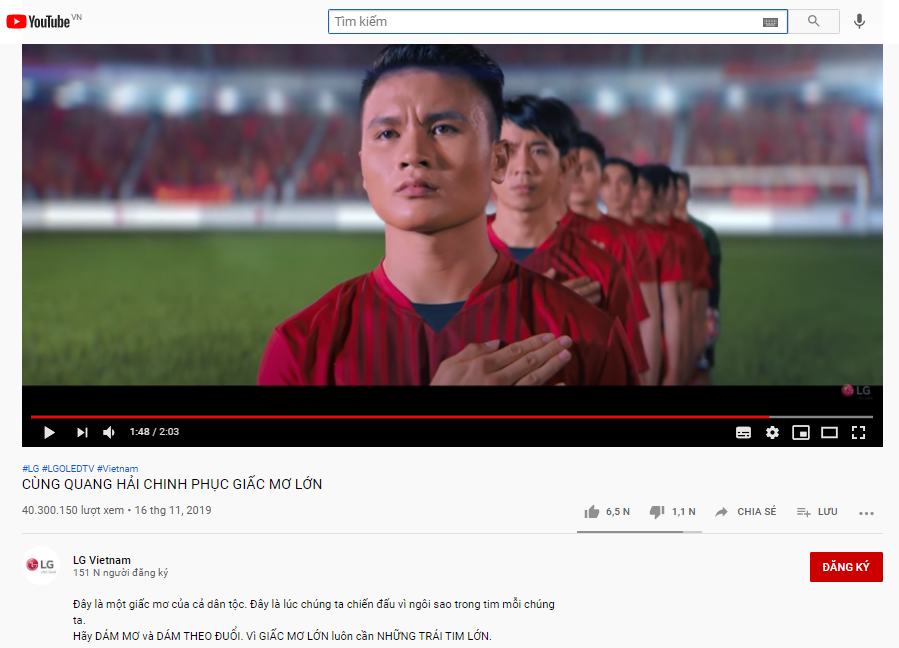 YouTube VN
Tìm kiếm
LG
1:48 / 2:03
#LG #LGOLEDTV #Vietnam
CÙNG QUANG HẢI CHINH PHỤC GIẤC MƠ LỚN
40.300.150 lượt xem • 16 thg 11, 2019
6,5 N 1,1 N CHIA SẺ LƯU
LG
LG Vietnam
151 N người đăng ký
ĐĂNG KÝ
Đây là một giấc mơ của cả dân tộc. Đây là lúc chúng ta chiến đấu vì ngôi sao trong tim mỗi chúng
ta.
Hãy DÁM MƠ và DÁM THEO ĐUỔI. Vì GIẤC MƠ LỚN luôn cần NHỮNG TRÁI TIM LỚN.